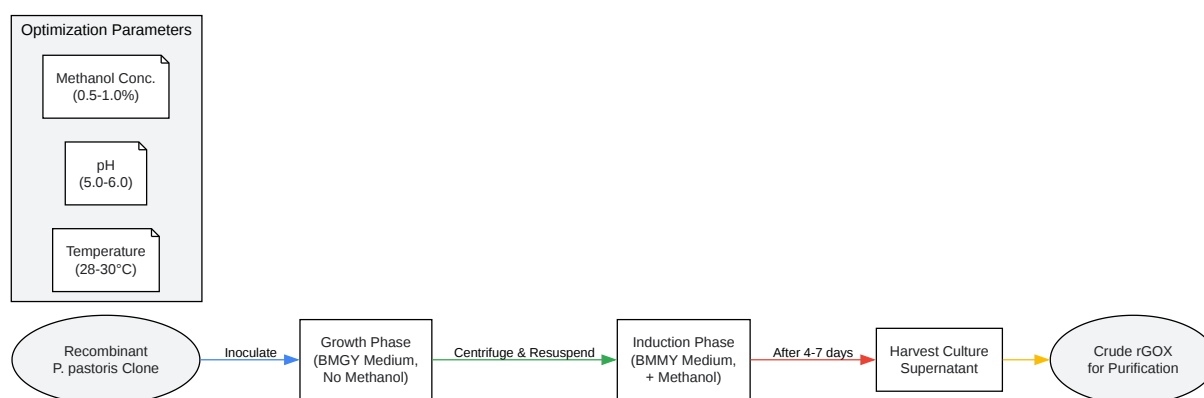 Optimization Parameters
Methanol Conc.
(0.5-1.0%)
pH
(5.0-6.0)
Temperature
(28-30°C)
Recombinant
P. pastoris Clone
Inoculate
Growth Phase
(BMGY Medium,
No Methanol)
Centrifuge & Resuspend
Induction Phase
(BMMY Medium,
+ Methanol)
After 4-7 days
Harvest Culture
Supernatant
Crude rGOX
for Purification